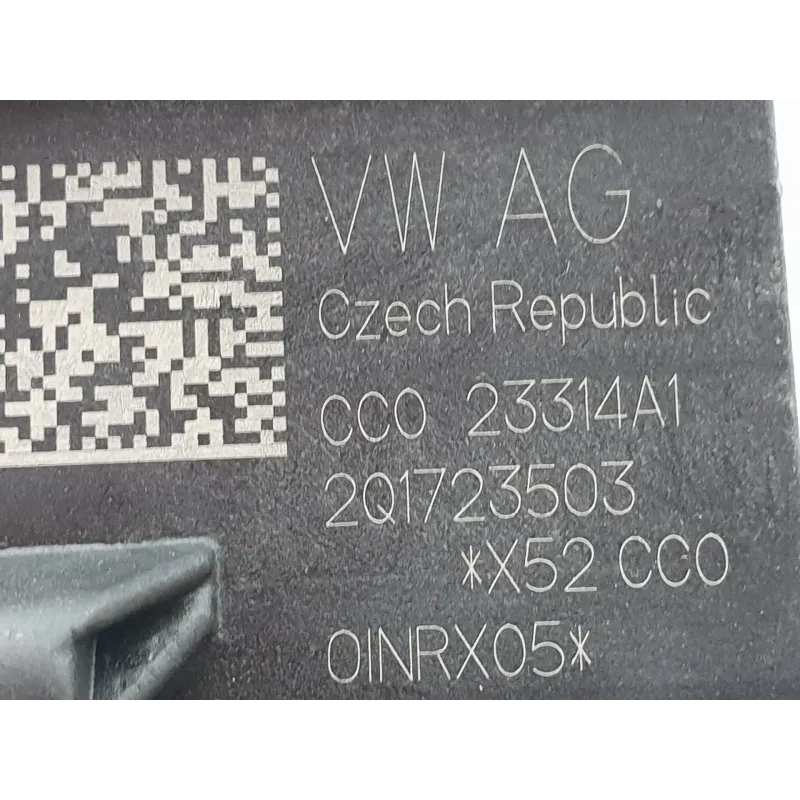 VW AG
Czech Republic
CC0 23314A1
2Q1723503
*X52 CC0
0INRX05*